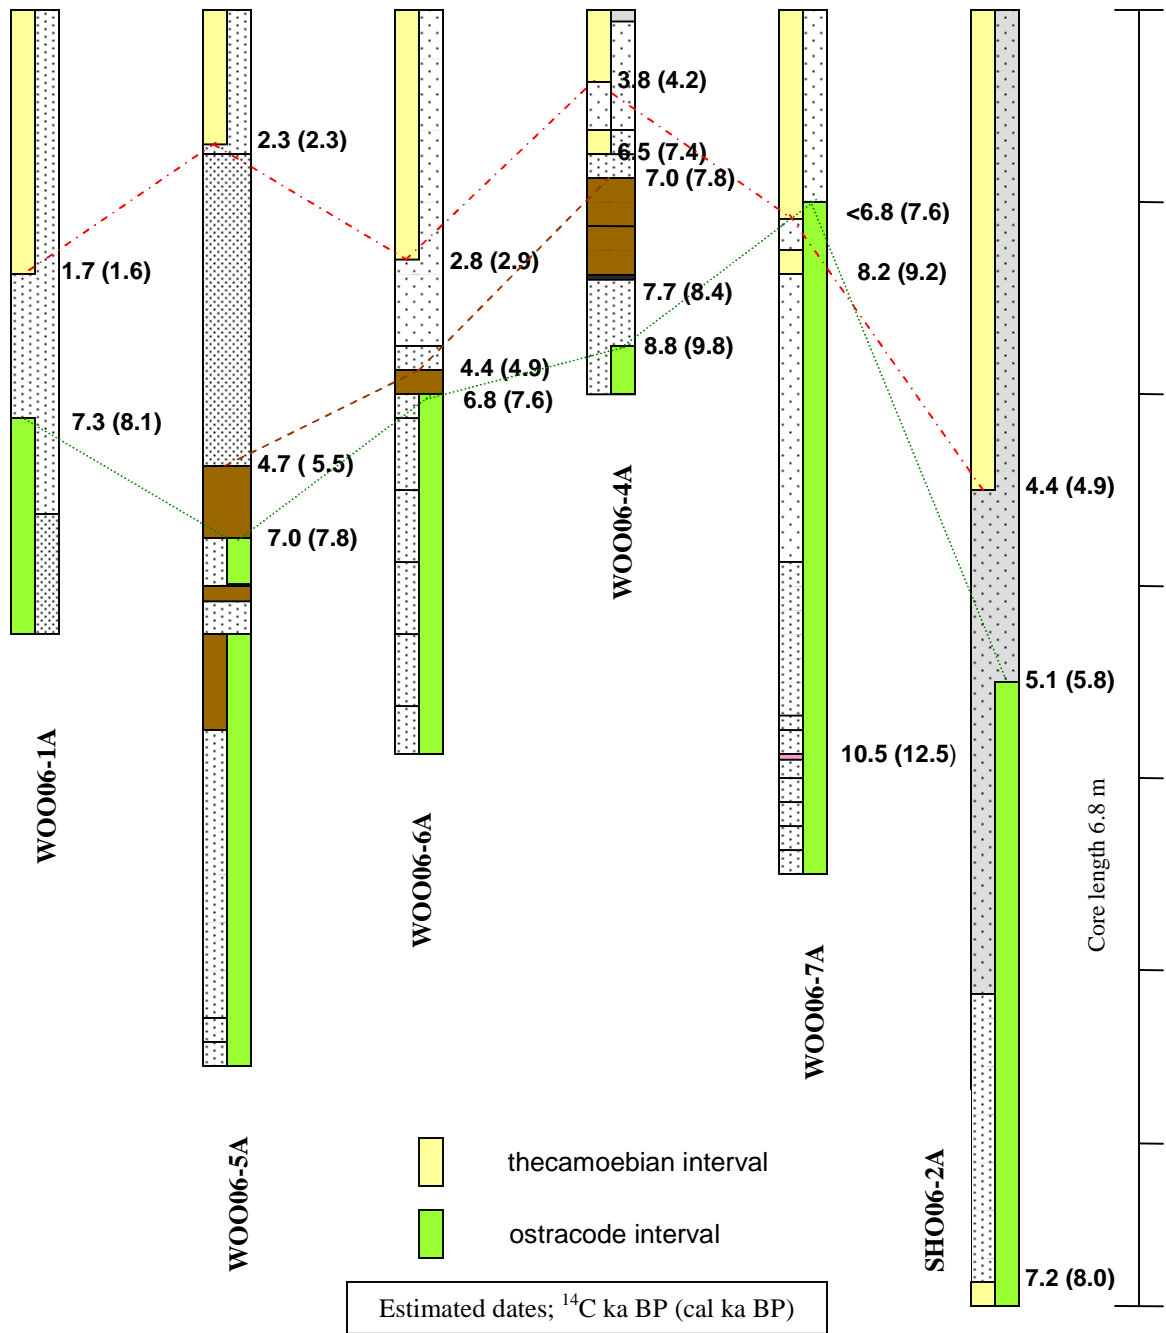 3.8 (4.2)
2.3 (2.3)
6.5 (7.4)
7.0 (7.8)
<6.8 (7.6)
1.7 (1.6)
2.8 (2.9)
8.2 (9.2)
7.7 (8.4)
8.8 (9.8)
4.4 (4.9)
6.8 (7.6)
7.3 (8.1)
4.7 ( 5.5)
4.4 (4.9)
7.0 (7.8)
5.1 (5.8)
10.5 (12.5)
7.2 (8.0)
WOO06-1A
WOO06-5A
WOO06-6A
WOO06-4A
WOO06-7A
SHO06-2A
Core length 6.8 m
thecamoebian interval
ostracode interval
Estimated dates; ¹⁴C ka BP (cal ka BP)